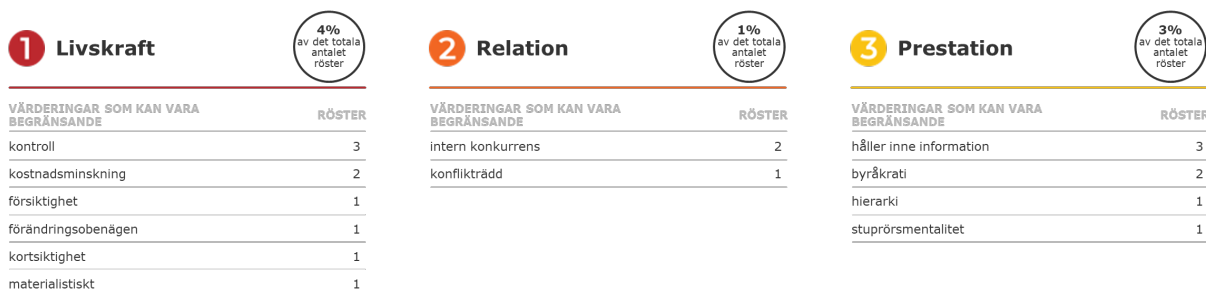 1 Livskraft
4%
av det totala
antalet
röster
VÄRDERINGAR SOM KAN VARA
BEGRÄNSANDE
RÖSTER
kontroll 3
kostnadsminskning 2
försiktighet 1
förändringsobenägen 1
kortsiktighet 1
materialistiskt 1
2 Relation
1%
av det totala
antalet
röster
VÄRDERINGAR SOM KAN VARA
BEGRÄNSANDE
RÖSTER
intern konkurrens 2
konflikträdd 1
3 Prestation
3%
av det totala
antalet
röster
VÄRDERINGAR SOM KAN VARA
BEGRÄNSANDE
RÖSTER
håller inne information 3
byråkrati 2
hierarki 1
stuprörsmentalitet 1